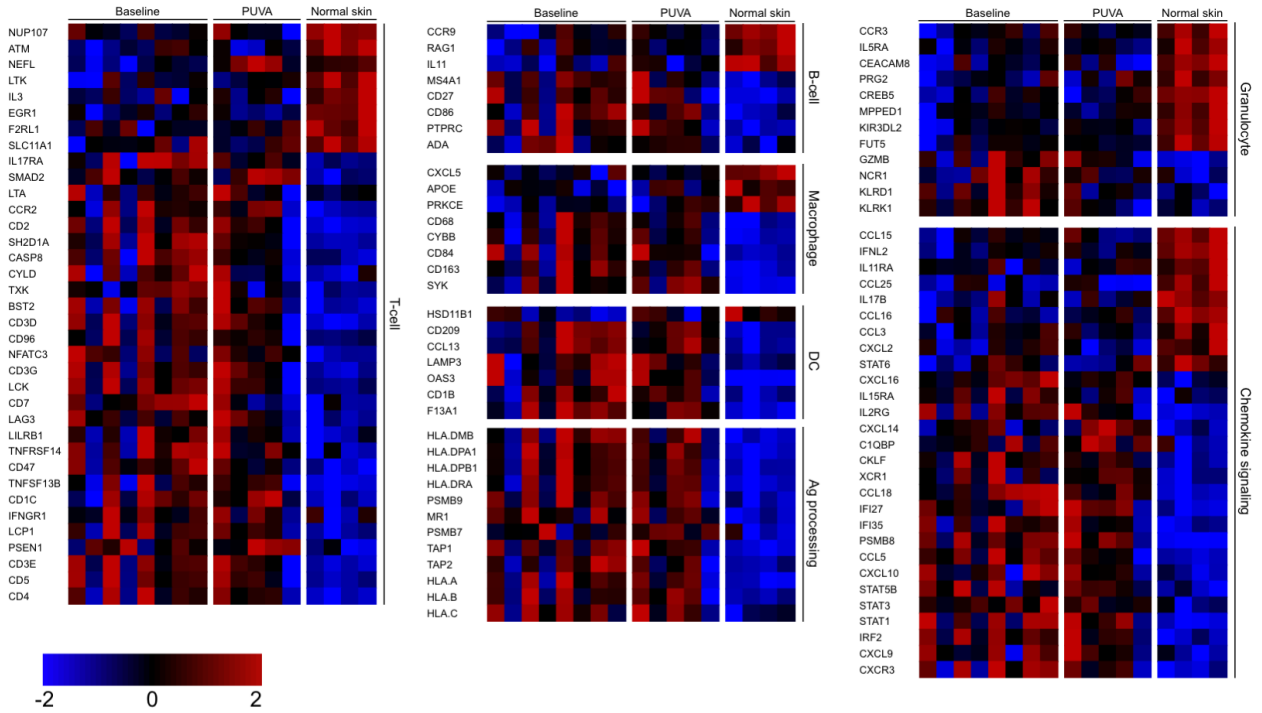 Baseline PUVA Normal skin
NUP107
ATM
NEFL
LTK
IL3
EGR1
F2RL1
SLC11A1
IL17RA
SMAD2
LTA
CCR2
CD2
SH2D1A
CASP8
CYLD
TXK
BST2
CD3D
CD96
NFATC3
CD3G
LCK
CD7
LAG3
LILRB1
TNFRSF14
CD47
TNFSF13B
CD1C
IFNGR1
LCP1
PSEN1
CD3E
CD5
CD4
T-cell
-2 0 2
Baseline PUVA Normal skin
CCR9
RAG1
IL11
MS4A1
CD27
CD86
PTPRC
ADA
B-cell
CXCL5
APOE
PRKCE
CD68
CYBB
CD84
CD163
SYK
Macrophage
HSD11B1
CD209
CCL13
LAMP3
OAS3
CD1B
F13A1
DC
HLA.DMB
HLA.DPA1
HLA.DPB1
HLA.DRA
PSMB9
MR1
PSMB7
TAP1
TAP2
HLA.A
HLA.B
HLA.C
Ag processing
Baseline PUVA Normal skin
CCR3
IL5RA
CEACAM8
PRG2
CREB5
MPPED1
KIR3DL2
FUT5
GZMB
NCR1
KLRD1
KLRK1
Granulocyte
CCL15
IFNL2
IL11RA
CCL25
IL17B
CCL16
CCL3
CXCL2
STAT6
CXCL16
IL15RA
IL2RG
CXCL14
C1QBP
CKLF
XCR1
CCL18
IFI27
IFI35
PSMB8
CCL5
CXCL10
STAT5B
STAT3
STAT1
IRF2
CXCL9
CXCR3
Chemokine signaling